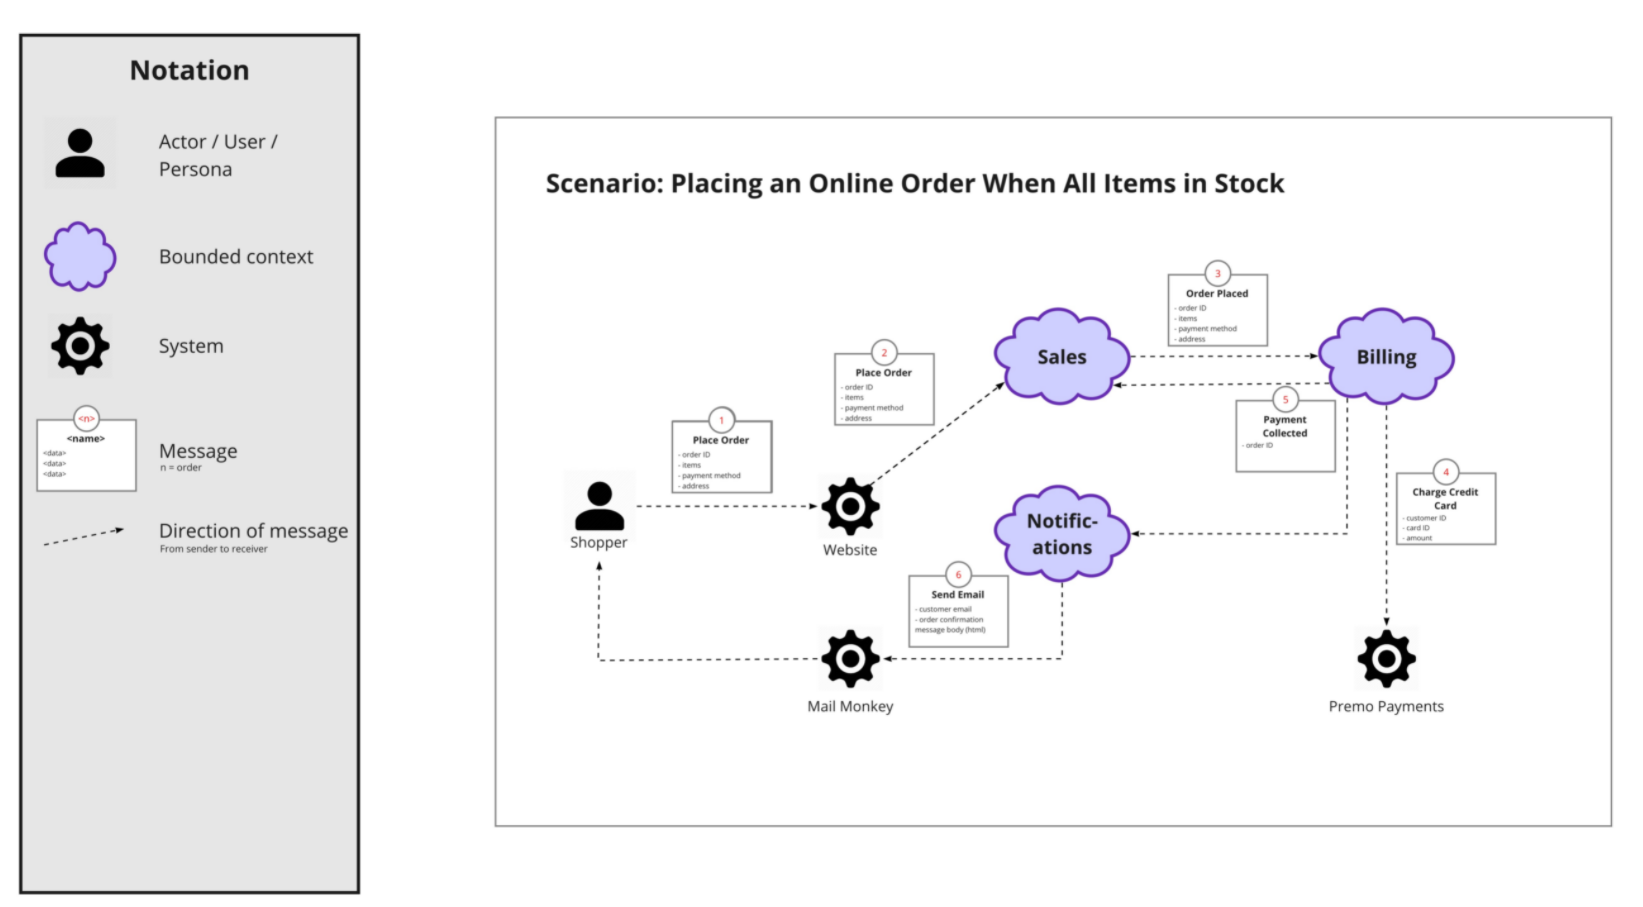 Notation
Actor / User /
Persona
Bounded context
System
<n>
<name>
<data>
<data>
<data>
Message
n = order
Direction of message
From sender to receiver
Scenario: Placing an Online Order When All Items in Stock
1
Place Order
- order ID
- items
- payment method
- address
2
Place Order
- order ID
- items
- payment method
- address
3
Order Placed
- order ID
- items
- payment method
- address
Sales
Billing
5
Payment
Collected
- order ID
4
Charge Credit
Card
- customer ID
- card ID
- amount
Shopper
Website
Notific-
ations
6
Send Email
- customer email
- order confirmation
message body (html)
Mail Monkey
Premo Payments